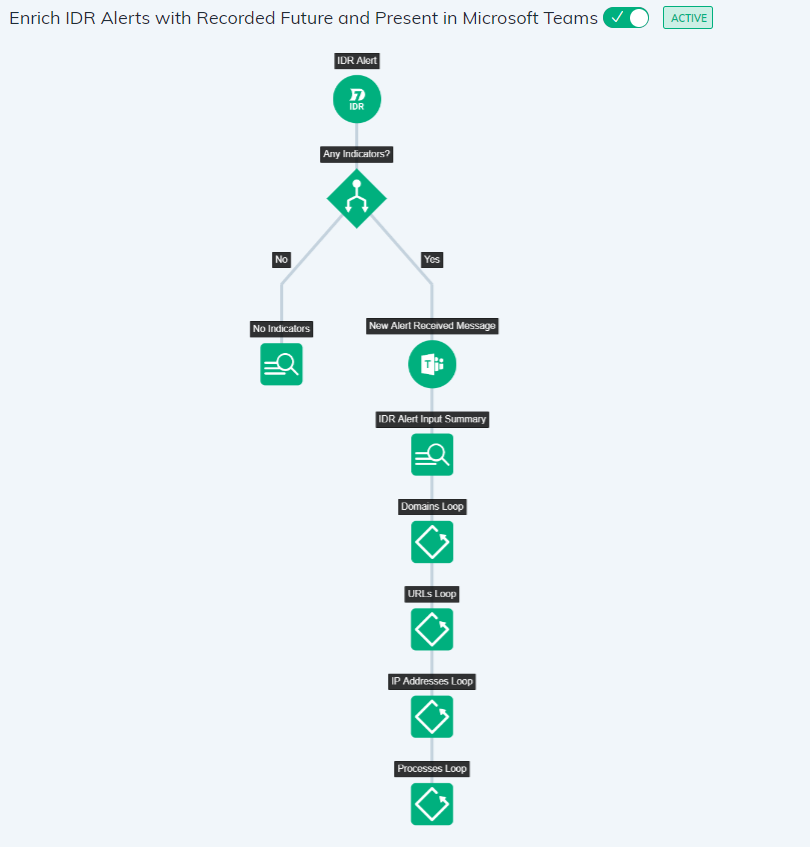 Enrich IDR Alerts with Recorded Future and Present in Microsoft Teams ACTIVE
IDR Alert
IDR
Any Indicators?
No
Yes
No Indicators
New Alert Received Message
T
IDR Alert Input Summary
Domains Loop
URLs Loop
IP Addresses Loop
Processes Loop